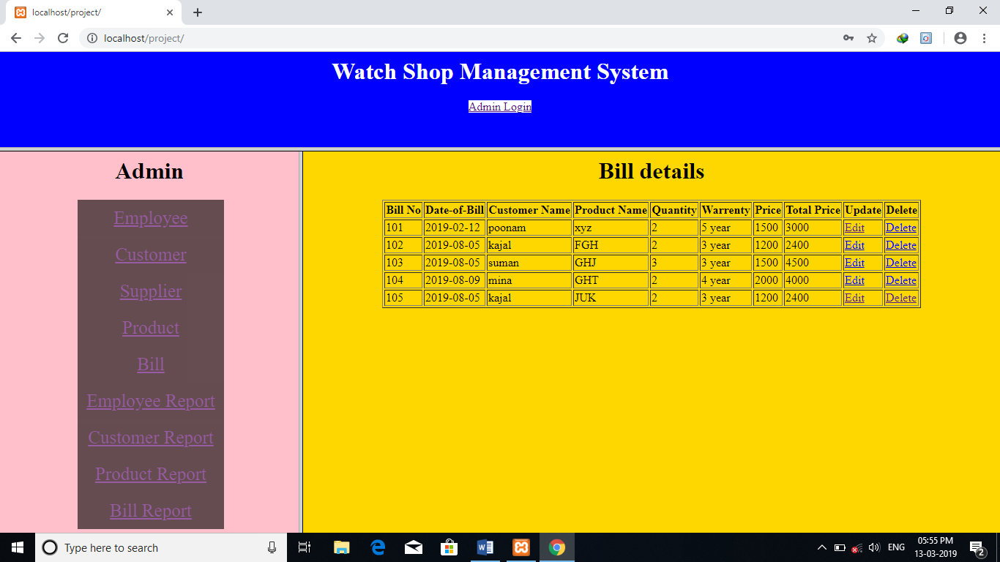 localhost/project/
localhost/project/
Watch Shop Management System
Admin Login
Admin
Employee
Customer
Supplier
Product
Bill
Employee Report
Customer Report
Product Report
Bill Report
Bill details
Bill No Date-of-Bill Customer Name Product Name Quantity Warrenty Price Total Price Update Delete
101 2019-02-12 poonam xyz 2 5 year 1500 3000 Edit Delete
102 2019-08-05 kajal FGH 2 3 year 1200 2400 Edit Delete
103 2019-08-05 suman GHJ 3 3 year 1500 4500 Edit Delete
104 2019-08-09 mina GHT 2 4 year 2000 4000 Edit Delete
105 2019-08-05 kajal JUK 2 3 year 1200 2400 Edit Delete
Type here to search
ENG
05:55 PM
13-03-2019
2